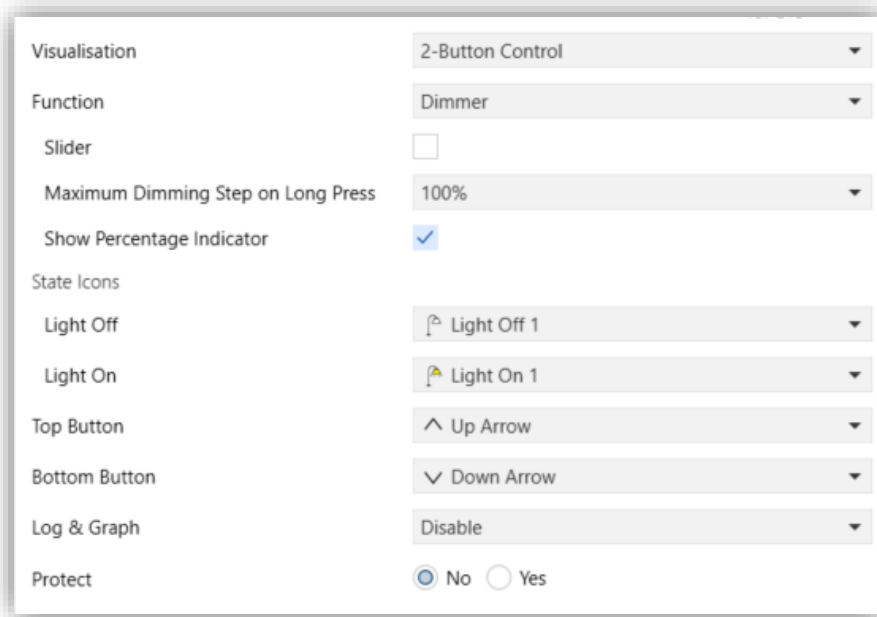 Visualisation 2-Button Control
Function Dimmer
Slider
Maximum Dimming Step on Long Press 100%
Show Percentage Indicator
State Icons
Light Off Light Off 1
Light On Light On 1
Top Button Up Arrow
Bottom Button Down Arrow
Log & Graph Disable
Protect No Yes